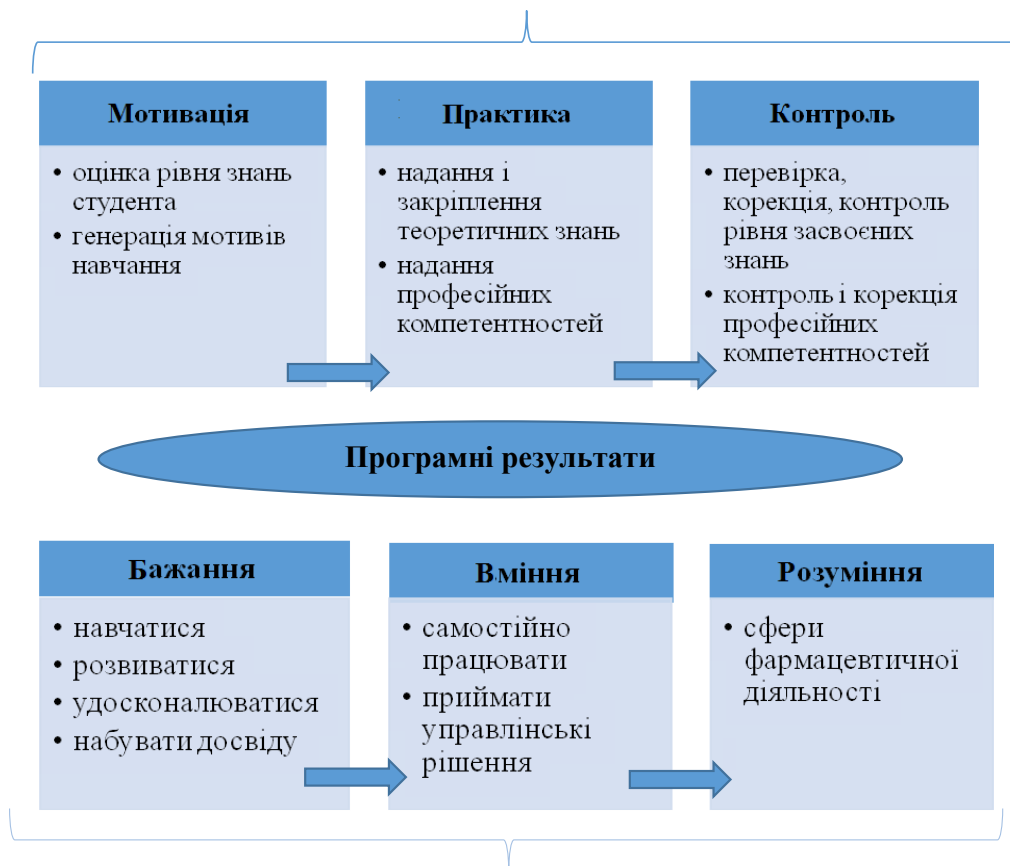 Мотивація
• оцінка рівня знань
студента
• генерація мотивів
навчання
Практика
• надання і
закріплення
теоретичних знань
• надання
професійних
компетентностей
Контроль
• перевірка,
корекція, контроль
рівня засвоєних
знань
• контроль і корекція
професійних
компетентностей
Програмні результати
Бажання
• навчатися
• розвиватися
• удосконалюватися
• набувати досвіду
Вміння
• самостійно
працювати
• приймати
управлінські
рішення
Розуміння
• сфери
фармацевтичної
діяльності